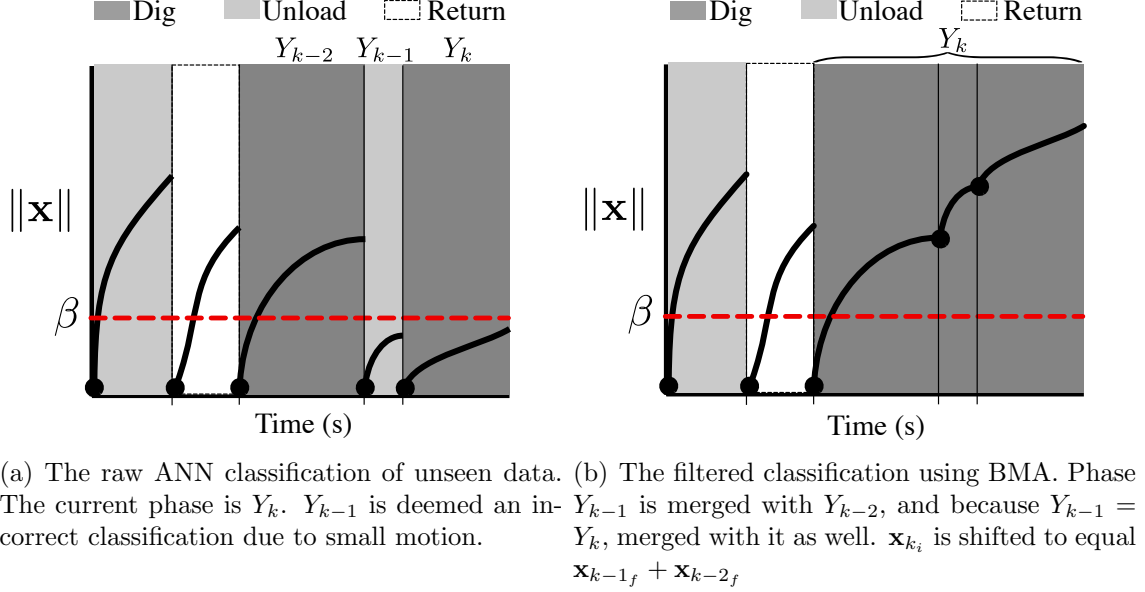 Dig Unload Return
Y_{k−2} Y_{k−1} Y_k
‖x‖
β
Time (s)
(a) The raw ANN classification of unseen data.
The current phase is Y_k. Y_{k−1} is deemed an in-
correct classification due to small motion.
Dig Unload Return
Y_k
‖x‖
β
Time (s)
(b) The filtered classification using BMA. Phase
Y_{k−1} is merged with Y_{k−2}, and because Y_{k−1} =
Y_k, merged with it as well. x_{k_i} is shifted to equal
x_{k−1_f} + x_{k−2_f}